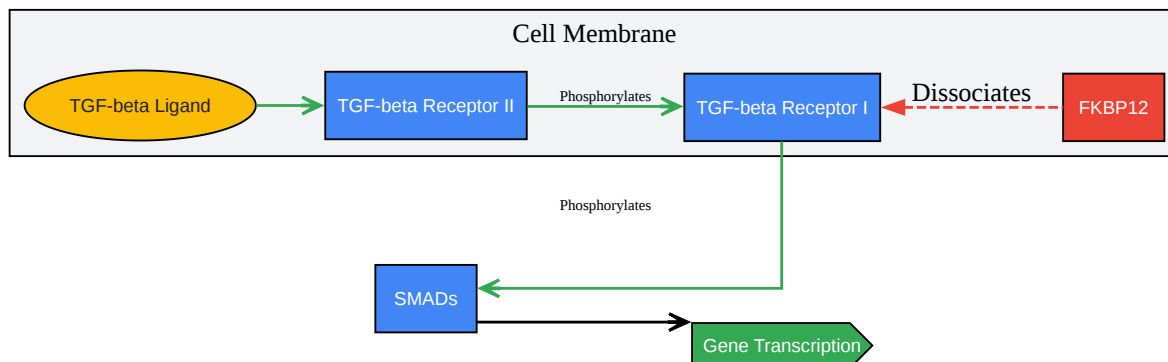 Cell Membrane
TGF-beta Ligand
TGF-beta Receptor II
Phosphorylates
TGF-beta Receptor I
Dissociates
FKBP12
Phosphorylates
SMADs
Gene Transcription